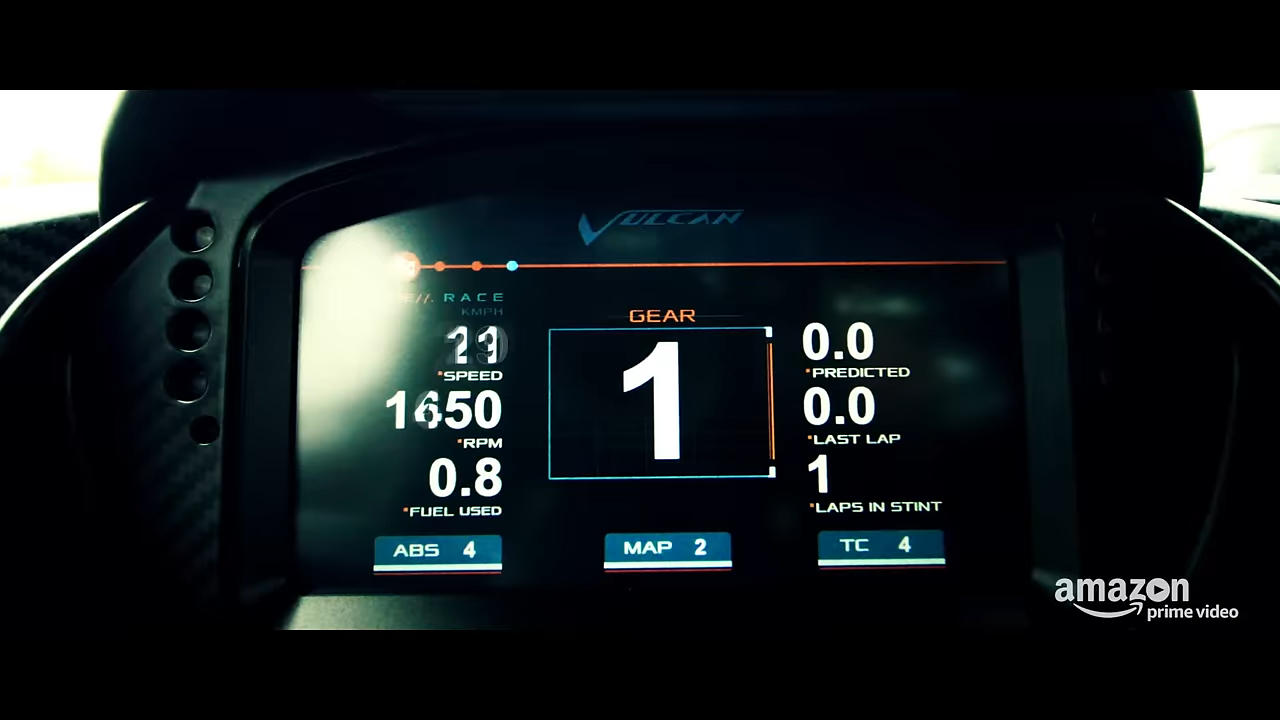 VULCAN
RACE
KMPH
SPEED
1650
RPM
0.8
FUEL USED
GEAR
1
0.0
PREDICTED
0.0
LAST LAP
1
LAPS IN STINT
ABS 4
MAP 2
TC 4
amazon
prime video